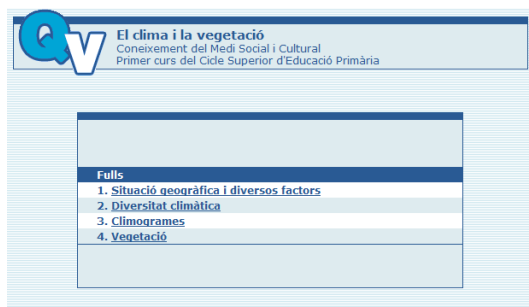 QV
El clima i la vegetació
Coneixement del Medi Social i Cultural
Primer curs del Cicle Superior d'Educació Primària
Fulls
1. Situació geogràfica i diversos factors
2. Diversitat climàtica
3. Climogrames
4. Vegetació